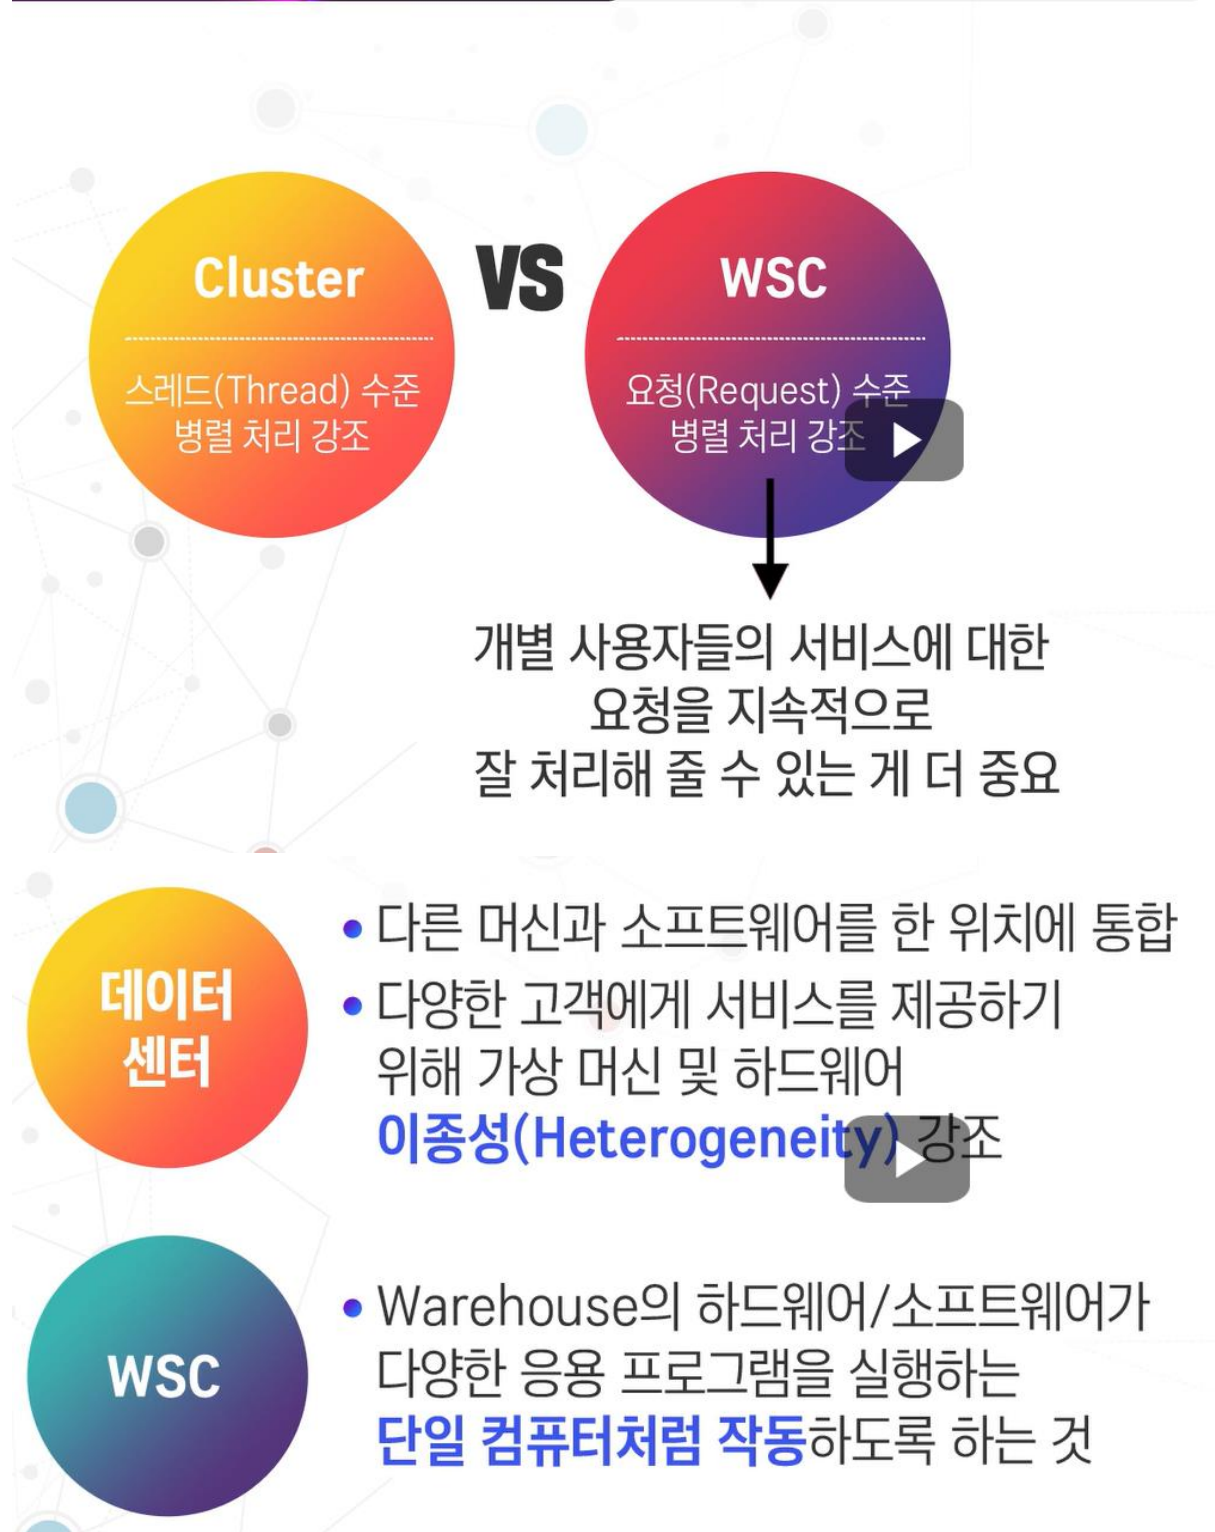 Cluster
스레드(Thread) 수준
병렬 처리 강조
VS
WSC
요청(Request) 수준
병렬 처리 강조
개별 사용자들의 서비스에 대한
요청을 지속적으로
잘 처리해 줄 수 있는 게 더 중요
데이터
센터
• 다른 머신과 소프트웨어를 한 위치에 통합
• 다양한 고객에게 서비스를 제공하기
위해 가상 머신 및 하드웨어
이종성(Heterogeneity) 강조
WSC
• Warehouse의 하드웨어/소프트웨어가
다양한 응용 프로그램을 실행하는
단일 컴퓨터처럼 작동하도록 하는 것